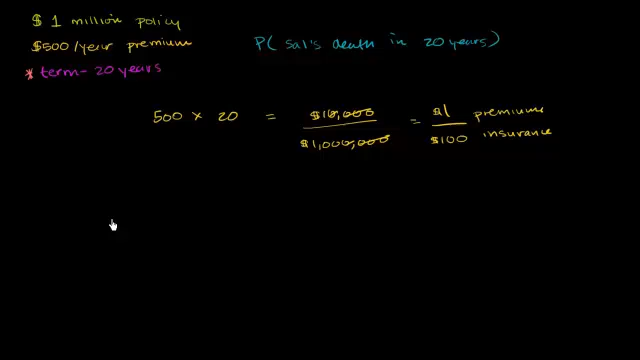 $ 1 million policy
$500/year premium
* term- 20 years
P( Sal's death in 20 years)
500 × 20 = $10,000 / $1,000,000 = $1 / $100 premiums insurance